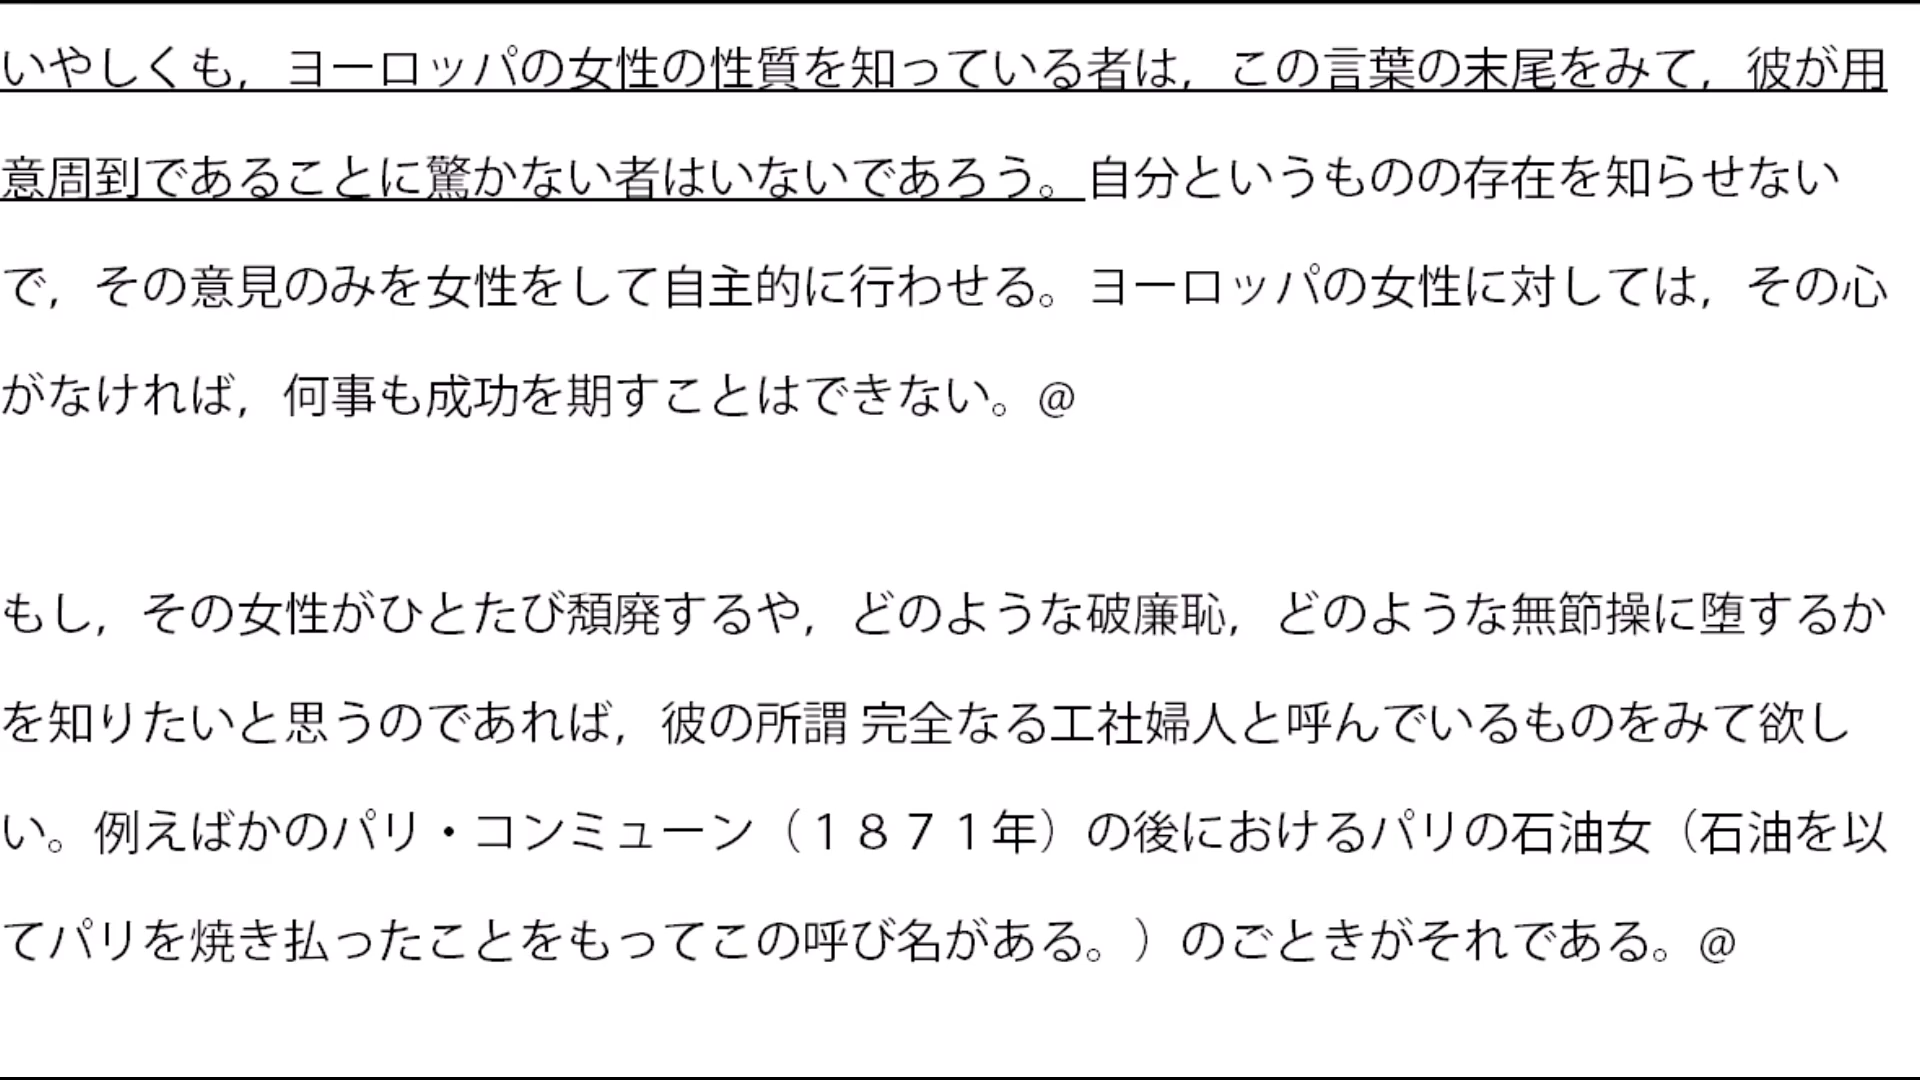 いやしくも，ヨーロッパの女性の性質を知っている者は，この言葉の末尾をみて，彼が用
意周到であることに驚かない者はいないであろう。自分というものの存在を知らせない
で，その意見のみを女性をして自主的に行わせる。ヨーロッパの女性に対しては，その心
がなければ，何事も成功を期すことはできない。@
もし，その女性がひとたび頽廃するや，どのような破廉恥，どのような無節操に堕するか
を知りたいと思うのであれば，彼の所謂 完全なる工社婦人と呼んでいるものをみて欲し
い。例えばかのパリ・コンミューン（１８７１年）の後におけるパリの石油女（石油を以
てパリを焼き払ったことをもってこの呼び名がある。）のごときがそれである。@